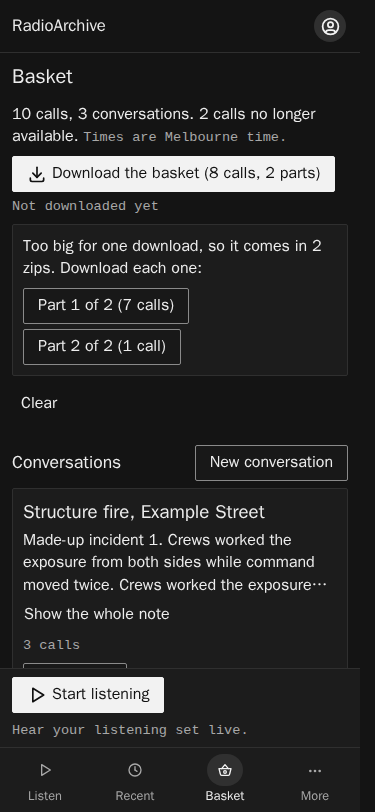 RadioArchive
Basket
10 calls, 3 conversations. 2 calls no longer
available. Times are Melbourne time.
Download the basket (8 calls, 2 parts)
Not downloaded yet
Too big for one download, so it comes in 2
zips. Download each one:
Part 1 of 2 (7 calls)
Part 2 of 2 (1 call)
Clear
Conversations
New conversation
Structure fire, Example Street
Made-up incident 1. Crews worked the
exposure from both sides while command
moved twice. Crews worked the exposure…
Show the whole note
3 calls
Start listening
Hear your listening set live.
Listen
Recent
Basket
More